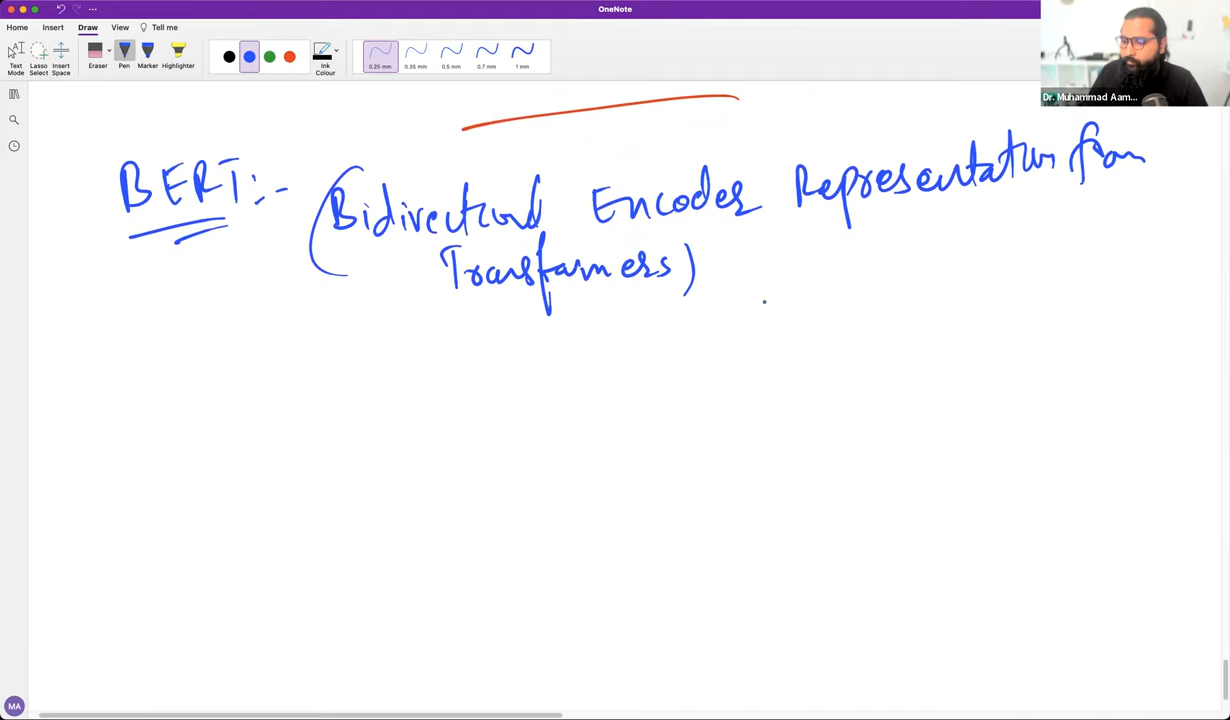 OneNote
Home Insert Draw View Tell me
Text Mode Lasso Select Insert Space Eraser Pen Marker Highlighter Ink Colour 0.25 mm 0.35 mm 0.5 mm 0.7 mm 1 mm
Dr. Muhammad Aam...
BERT:- (Bidirectional Encoder Representation from
Transformers)
MA